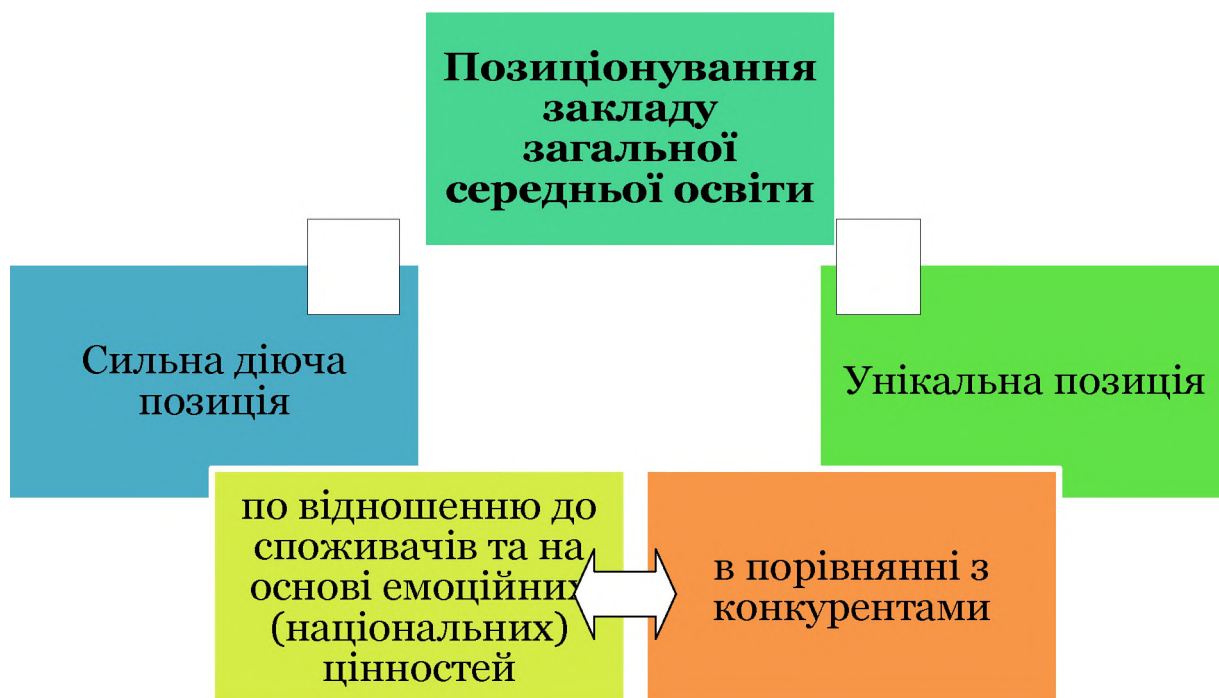 Позиціонування
закладу
загальної
середньої освіти
Сильна діюча
позиція
Унікальна позиція
по відношенню до
споживачів та на
основі емоційних
(національних)
цінностей
в порівнянні з
конкурентами